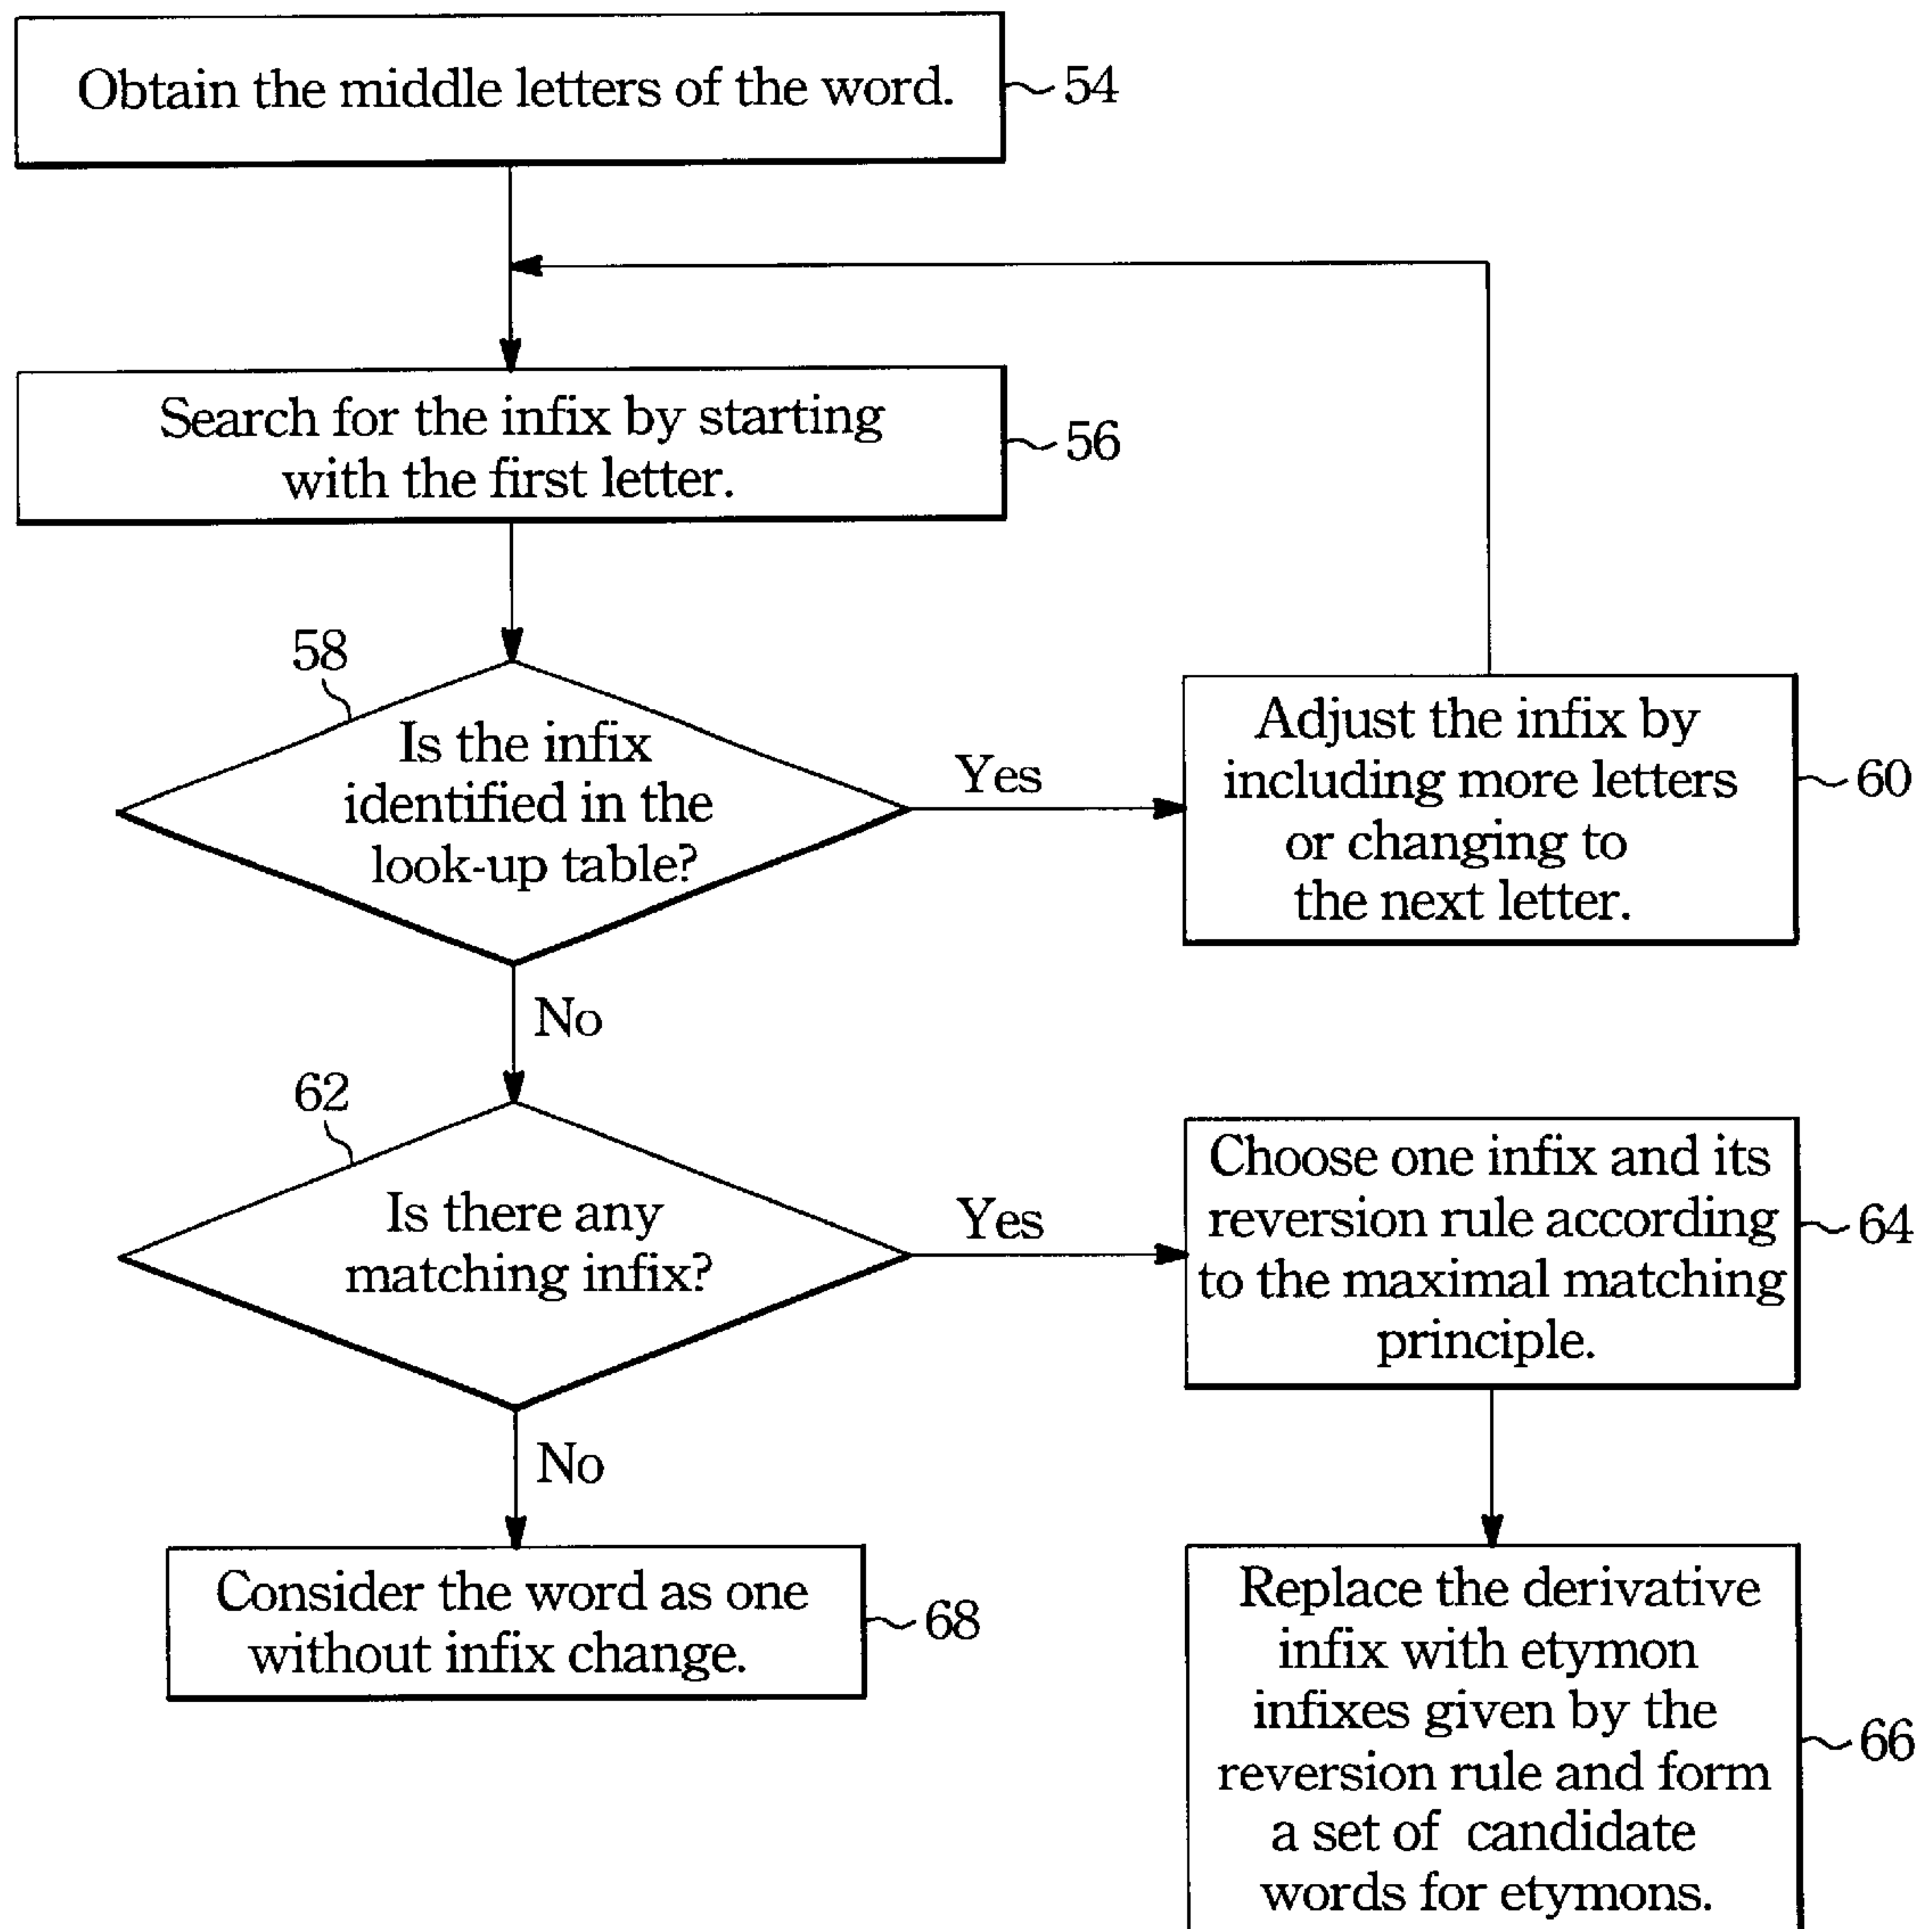 Obtain the middle letters of the word.
54
Search for the infix by starting
with the first letter.
56
58
Is the infix
identified in the
look-up table?
Yes
Adjust the infix by
including more letters
or changing to
the next letter.
60
No
62
Is there any
matching infix?
Yes
Choose one infix and its
reversion rule according
to the maximal matching
principle.
64
No
Consider the word as one
without infix change.
68
Replace the derivative
infix with etymon
infixes given by the
reversion rule and form
a set of candidate
words for etymons.
66